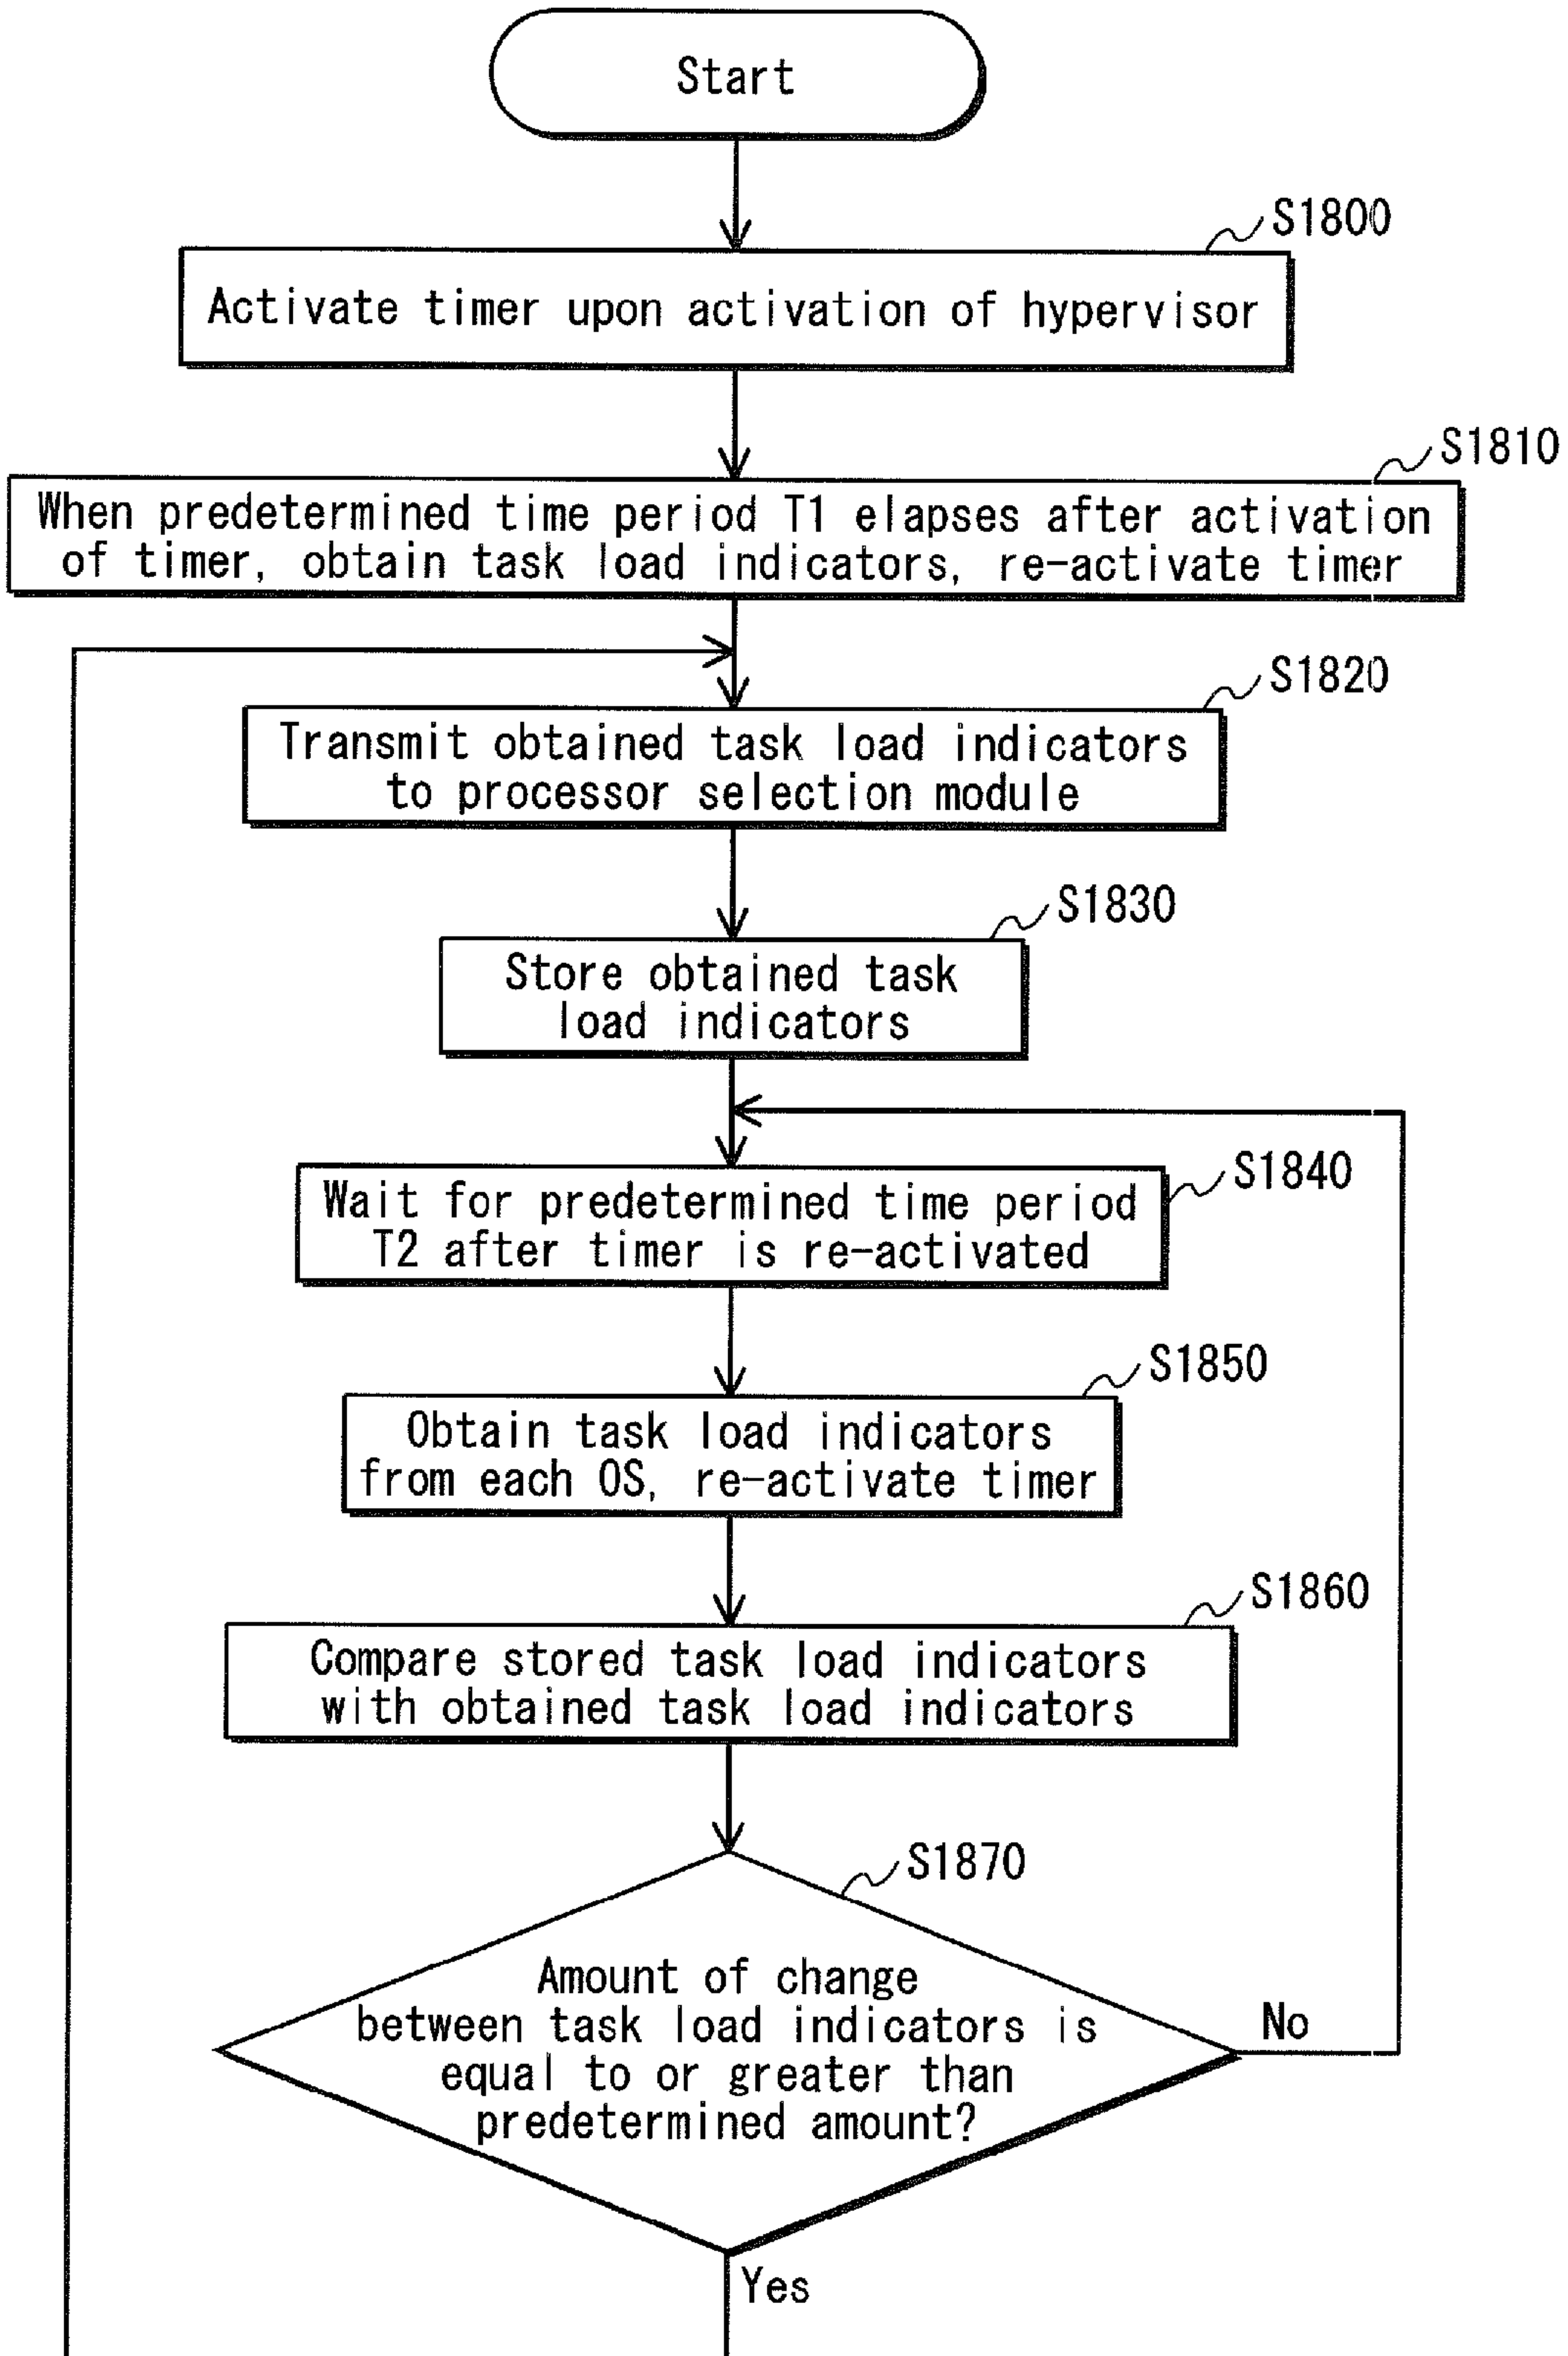 Start
S1800
Activate timer upon activation of hypervisor
S1810
When predetermined time period T1 elapses after activation
of timer, obtain task load indicators, re-activate timer
S1820
Transmit obtained task load indicators
to processor selection module
S1830
Store obtained task
load indicators
S1840
Wait for predetermined time period
T2 after timer is re-activated
S1850
Obtain task load indicators
from each OS, re-activate timer
S1860
Compare stored task load indicators
with obtained task load indicators
S1870
Amount of change
between task load indicators is
equal to or greater than
predetermined amount?
No
Yes